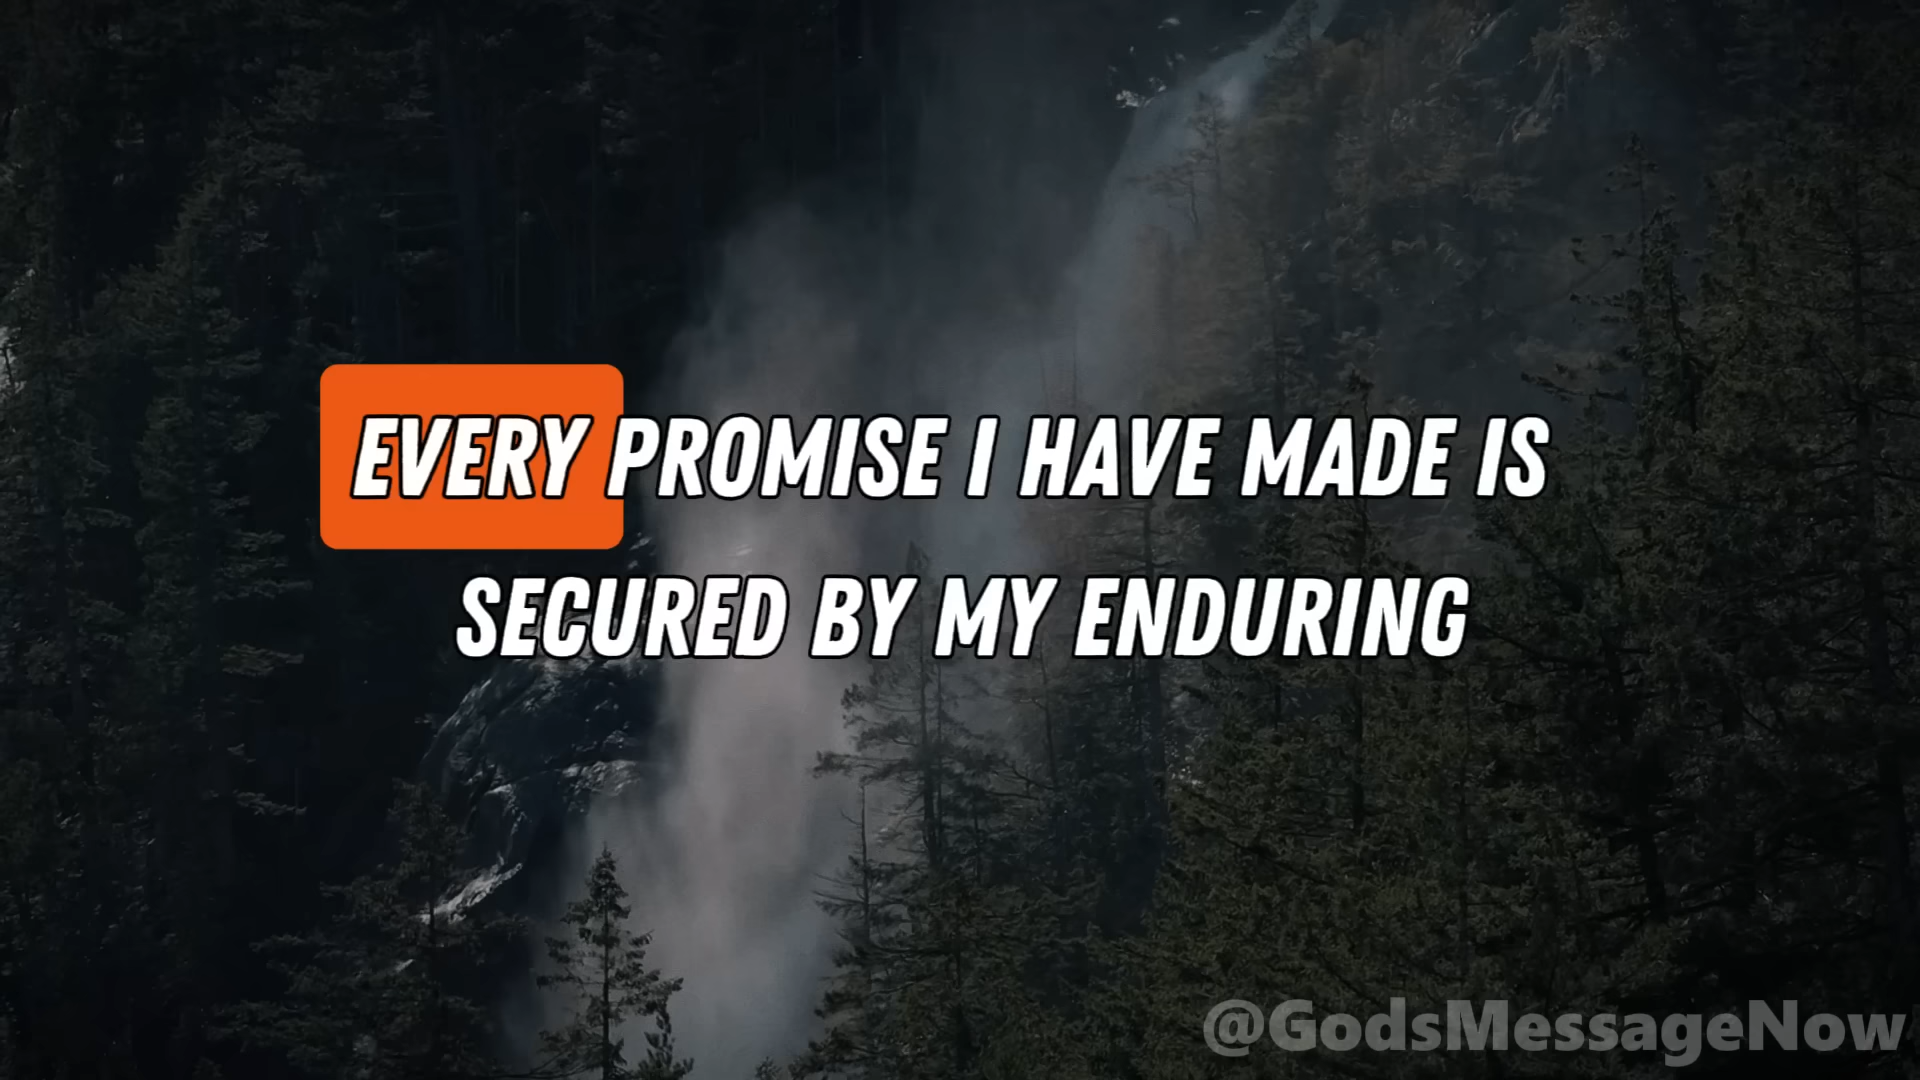 EVERY PROMISE I HAVE MADE IS
SECURED BY MY ENDURING
@GodsMessageNow